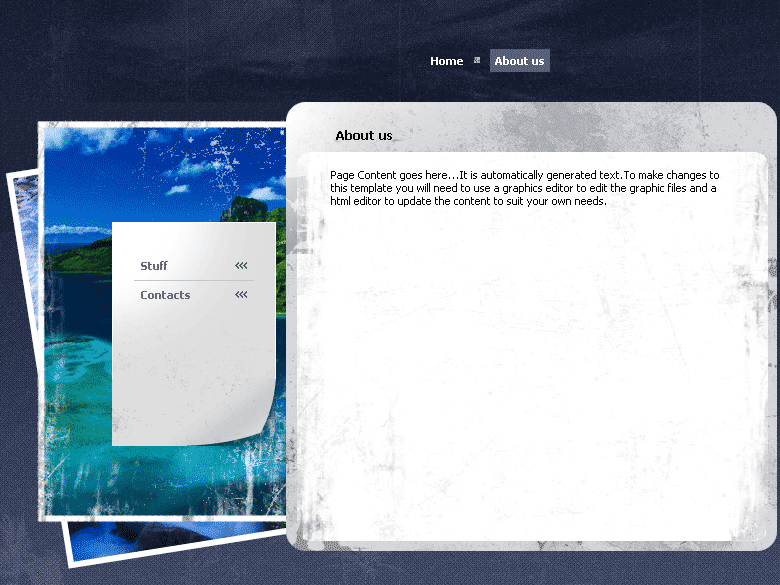 Home About us
About us
Page Content goes here...It is automatically generated text.To make changes to
this template you will need to use a graphics editor to edit the graphic files and a
html editor to update the content to suit your own needs.
Stuff
Contacts